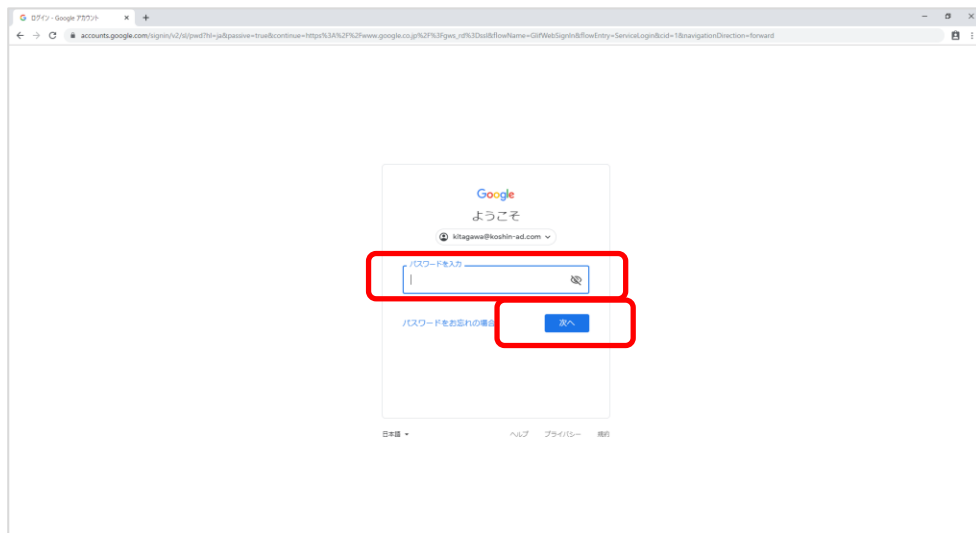 ログイン - Google アカウント
accounts.google.com/signin/v2/sl/pwd?hl=ja&passive=true&continue=https%3A%2F%2Fwww.google.co.jp%2F%3Fgws_rd%3Dssl&flowName=GlifWebSignIn&flowEntry=ServiceLogin&cid=1&navigationDirection=forward
Google
ようこそ
kitagawa@koshin-ad.com
パスワードを入力
パスワードをお忘れの場合
次へ
日本語 ヘルプ プライバシー 規約